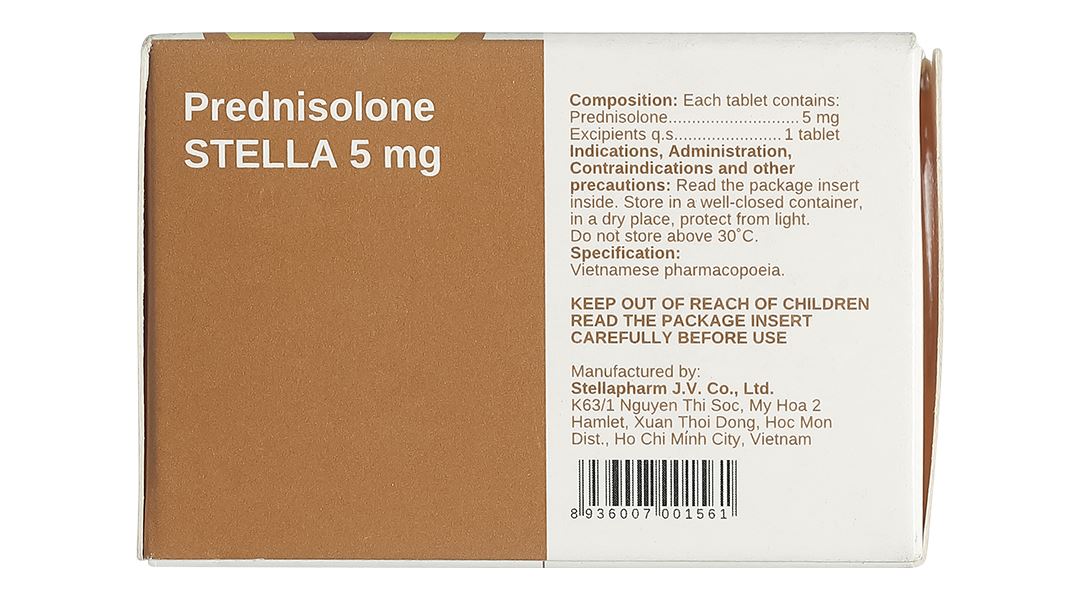 Prednisolone
STELLA 5 mg
Composition: Each tablet contains:
Prednisolone............................ 5 mg
Excipients q.s....................... 1 tablet
Indications, Administration,
Contraindications and other
precautions: Read the package insert
inside. Store in a well-closed container,
in a dry place, protect from light.
Do not store above 30˚C.
Specification:
Vietnamese pharmacopoeia.
KEEP OUT OF REACH OF CHILDREN
READ THE PACKAGE INSERT
CAREFULLY BEFORE USE
Manufactured by:
Stellapharm J.V. Co., Ltd.
K63/1 Nguyen Thi Soc, My Hoa 2
Hamlet, Xuan Thoi Dong, Hoc Mon
Dist., Ho Chi Minh City, Vietnam
8 936007 001561